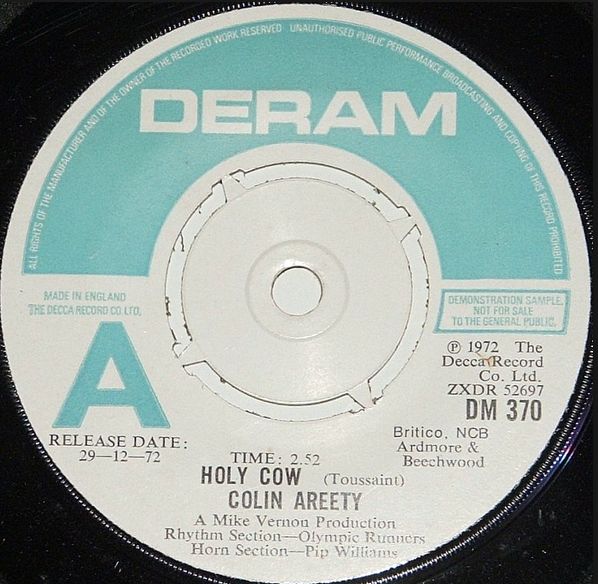 ALL RIGHTS OF THE MANUFACTURER AND OF THE OWNER OF THE RECORDED WORK RESERVED UNAUTHORISED PUBLIC PERFORMANCE BROADCASTING AND COPYING OF THIS RECORD PROHIBITED
DERAM
MADE IN ENGLAND
THE DECCA RECORD CO. LTD.
A
DEMONSTRATION SAMPLE.
NOT FOR SALE
TO THE GENERAL PUBLIC.
℗ 1972 The
Decca Record
Co. Ltd.
ZXDR 52697
DM 370
RELEASE DATE:
29-12-72
Britico, NCB
Ardmore &
Beechwood
TIME: 2.52
HOLY COW (Toussaint)
COLIN AREETY
A Mike Vernon Production
Rhythm Section—Olympic Runners
Horn Section—Pip Williams